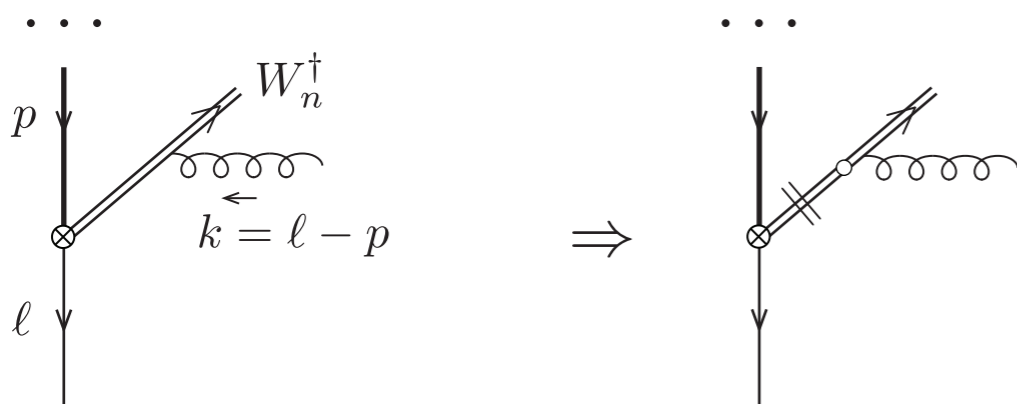 • • • • • •
W_n^†
p
k = ℓ − p ⇒
ℓ